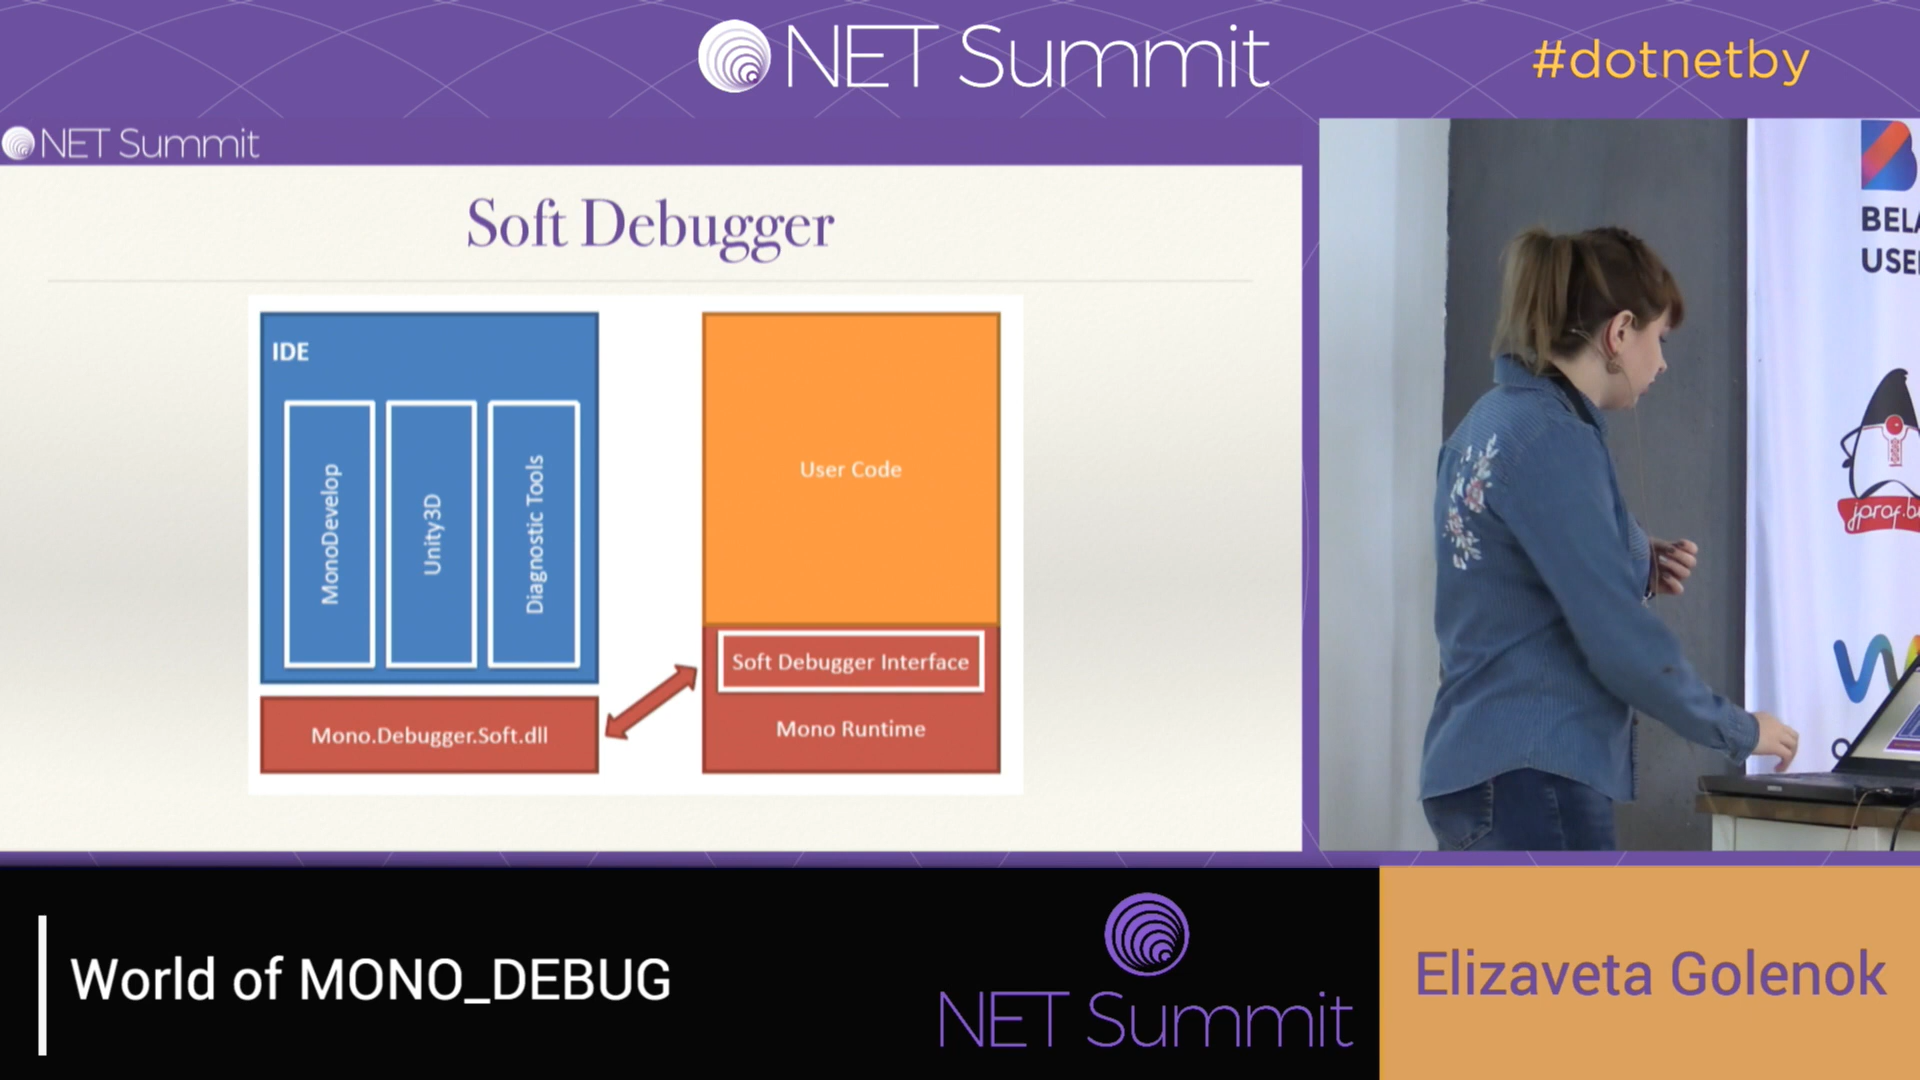 NET Summit
#dotnetby
NET Summit
Soft Debugger
IDE
MonoDevelop
Unity3D
Diagnostic Tools
Mono.Debugger.Soft.dll
User Code
Soft Debugger Interface
Mono Runtime
BELA
USE
jprof.b
World of MONO_DEBUG
NET Summit
Elizaveta Golenok